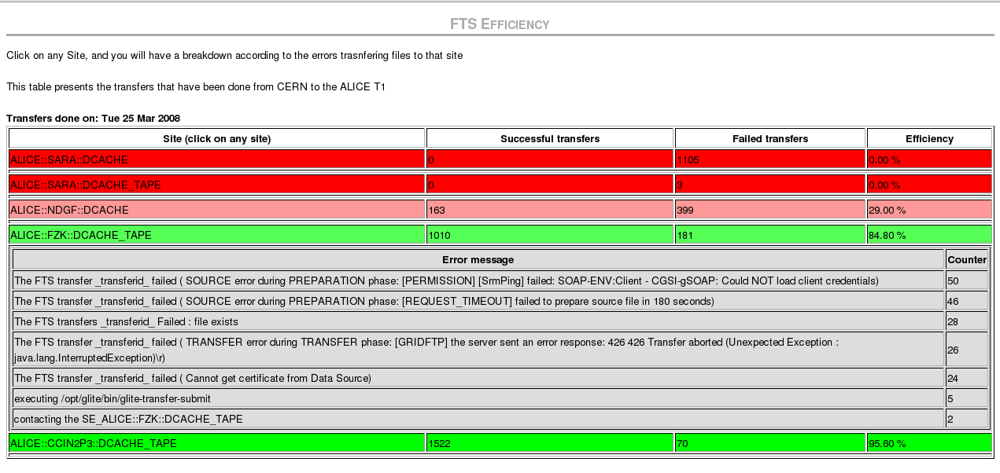 FTS EFFICIENCY
Click on any Site, and you will have a breakdown according to the errors trasnfering files to that site
This table presents the transfers that have been done from CERN to the ALICE T1
Transfers done on: Tue 25 Mar 2008
Site (click on any site) Successful transfers Failed transfers Efficiency
ALICE::SARA::DCACHE 0 1105 0.00 %
ALICE::SARA::DCACHE_TAPE 0 3 0.00 %
ALICE::NDGF::DCACHE 163 399 29.00 %
ALICE::FZK::DCACHE_TAPE 1010 181 84.80 %
Error message Counter
The FTS transfer _transferid_ failed ( SOURCE error during PREPARATION phase: [PERMISSION] [SrmPing] failed: SOAP-ENV:Client - CGSI-gSOAP: Could NOT load client credentials) 50
The FTS transfer _transferid_ failed ( SOURCE error during PREPARATION phase: [REQUEST_TIMEOUT] failed to prepare source file in 180 seconds) 46
The FTS transfers _transferid_ Failed : file exists 28
The FTS transfer _transferid_ failed ( TRANSFER error during TRANSFER phase: [GRIDFTP] the server sent an error response: 426 426 Transfer aborted (Unexpected Exception :
java.lang.InterruptedException)\r) 26
The FTS transfer _transferid_ failed ( Cannot get certificate from Data Source) 24
executing /opt/glite/bin/glite-transfer-submit 5
contacting the SE_ALICE::FZK::DCACHE_TAPE 2
ALICE::CCIN2P3::DCACHE_TAPE 1522 70 95.60 %